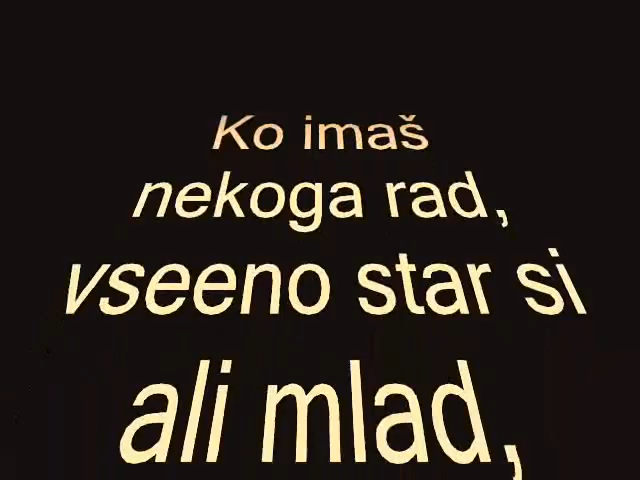 Ko imaš
nekoga rad,
vseeno star si
ali mlad,